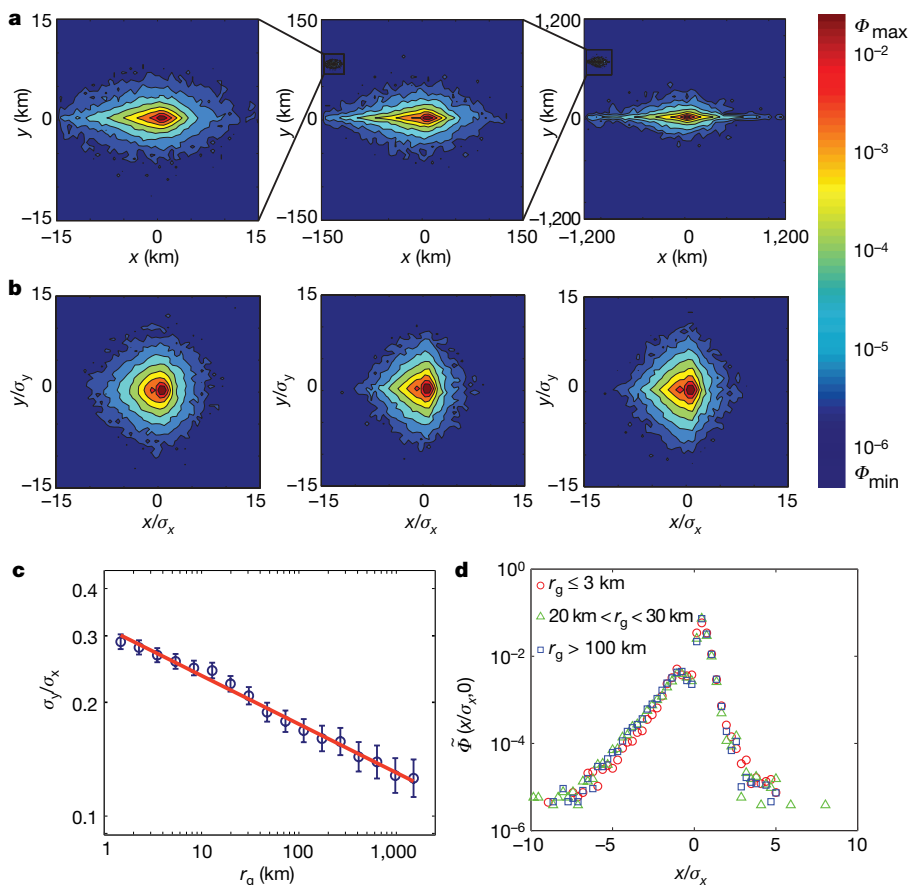 a
15
y (km)
0
−15
−15
0
15
x (km)
150
y (km)
0
−150
−150
0
150
x (km)
1,200
y (km)
0
−1,200
−1,200
0
1,200
x (km)
Φmax
10⁻²
10⁻³
10⁻⁴
10⁻⁵
10⁻⁶
Φmin
b
15
y/σy
0
−15
−15
0
15
x/σx
15
y/σy
0
−15
−15
0
15
x/σx
15
y/σy
0
−15
−15
0
15
x/σx
c
0.4
0.3
0.2
0.1
σy/σx
1
10
100
1,000
rg (km)
d
10⁰
10⁻²
10⁻⁴
10⁻⁶
Φ̃ (x/σx,0)
rg ≤ 3 km
20 km < rg < 30 km
rg > 100 km
−10
−5
0
5
10
x/σx